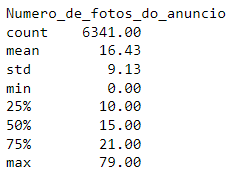 Numero_de_fotos_do_anuncio
count 6341.00
mean 16.43
std 9.13
min 0.00
25% 10.00
50% 15.00
75% 21.00
max 79.00